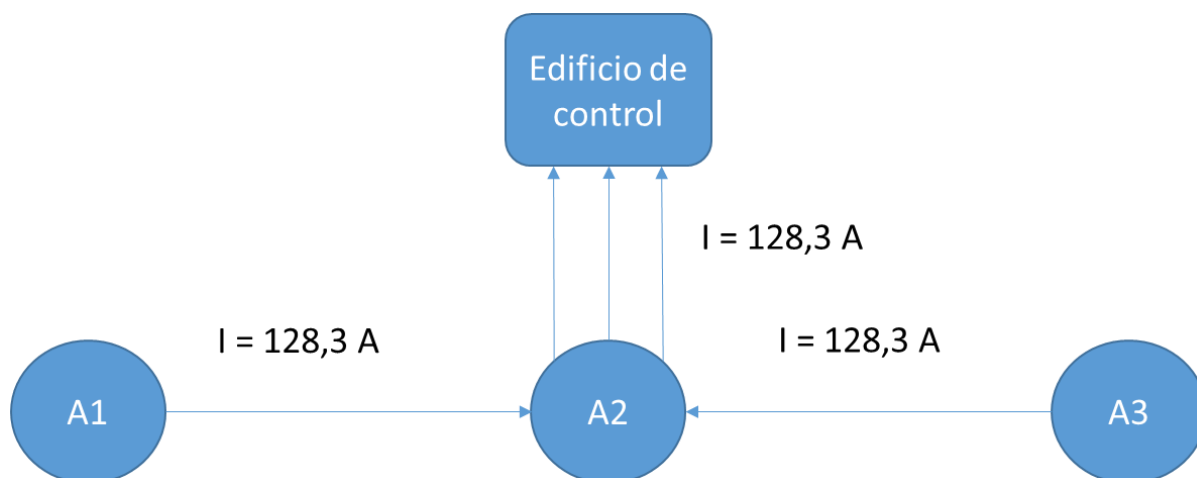 Edificio de
control
I = 128,3 A
I = 128,3 A
I = 128,3 A
A1
A2
A3